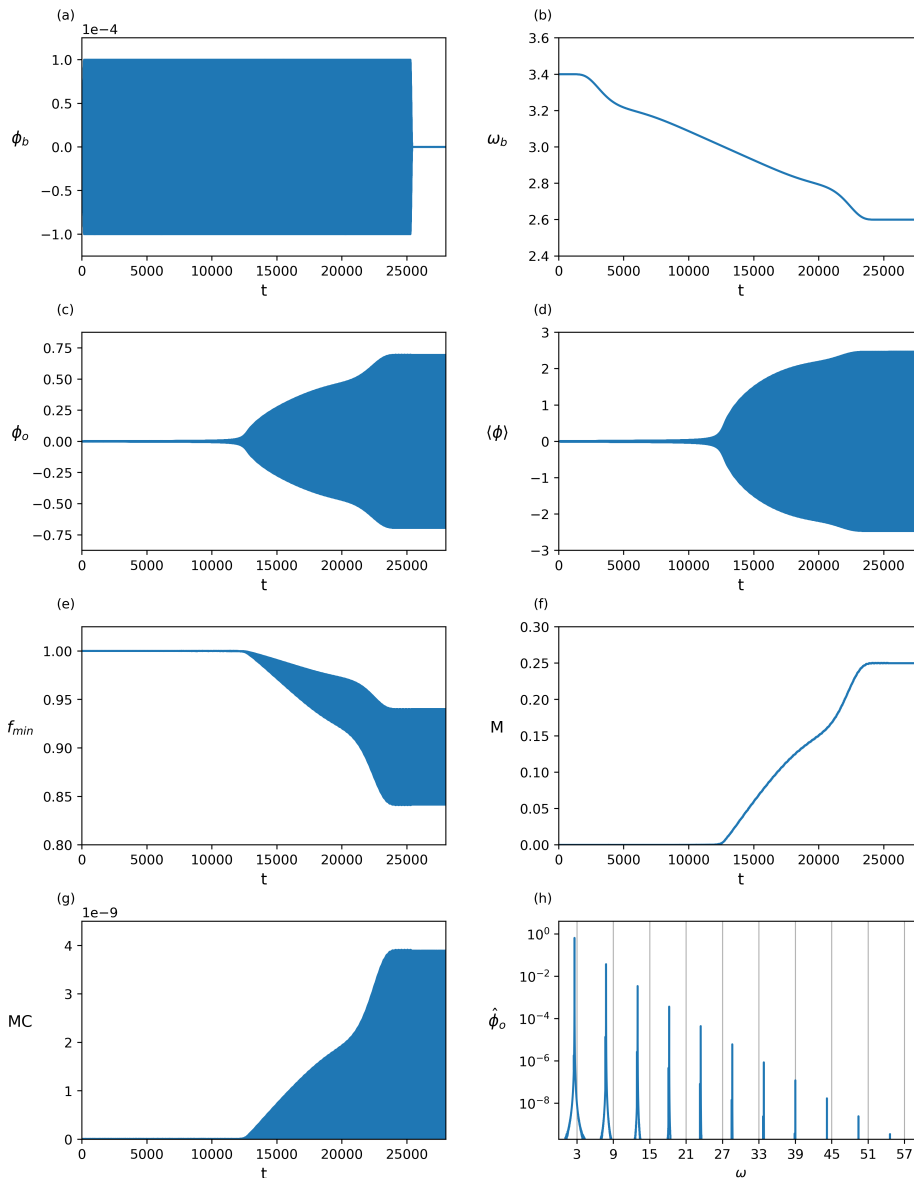 (a)
1e−4
1.0
0.5
0.0
−0.5
−1.0
ϕ_b
0 5000 10000 15000 20000 25000
t
(b)
3.6
3.4
3.2
3.0
2.8
2.6
2.4
ω_b
0 5000 10000 15000 20000 25000
t
(c)
0.75
0.50
0.25
0.00
−0.25
−0.50
−0.75
ϕ_o
0 5000 10000 15000 20000 25000
t
(d)
3
2
1
0
−1
−2
−3
⟨ϕ⟩
0 5000 10000 15000 20000 25000
t
(e)
1.00
0.95
0.90
0.85
0.80
f_min
0 5000 10000 15000 20000 25000
t
(f)
0.30
0.25
0.20
0.15
0.10
0.05
0.00
M
0 5000 10000 15000 20000 25000
t
(g)
1e−9
4
3
2
1
0
MC
0 5000 10000 15000 20000 25000
t
(h)
10^0
10^−2
10^−4
10^−6
10^−8
ϕ̂_o
3 9 15 21 27 33 39 45 51 57
ω